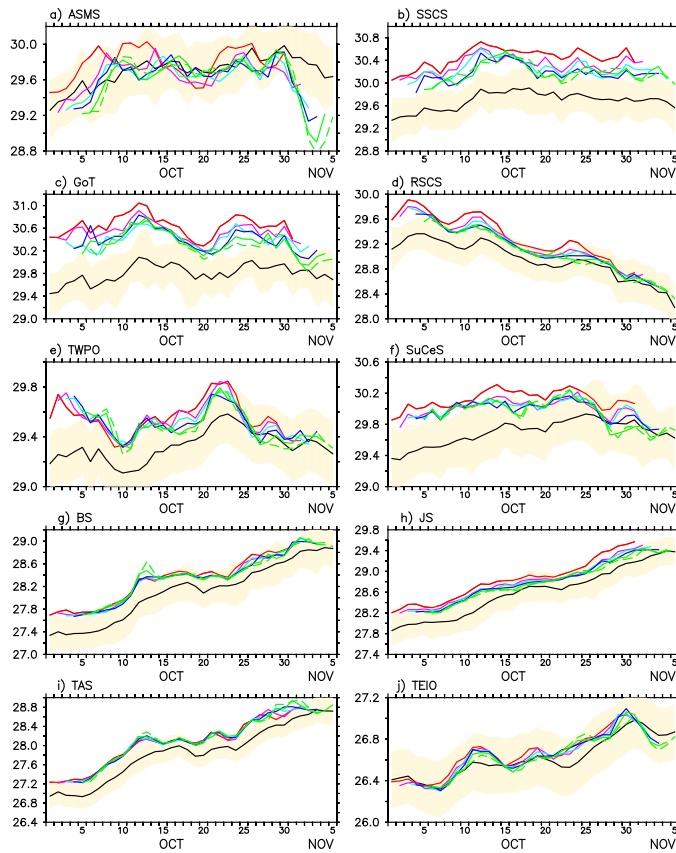 a) ASMS
30.0
29.6
29.2
28.8
5 10 15 20 25 30 5
OCT NOV
b) SSCS
30.8
30.4
30.0
29.6
29.2
28.8
5 10 15 20 25 30 5
OCT NOV
c) GoT
31.0
30.6
30.2
29.8
29.4
29.0
5 10 15 20 25 30 5
OCT NOV
d) RSCS
30.0
29.6
29.2
28.8
28.4
28.0
5 10 15 20 25 30 5
OCT NOV
e) TWPO
29.8
29.4
29.0
5 10 15 20 25 30 5
OCT NOV
f) SuCeS
30.6
30.2
29.8
29.4
29.0
5 10 15 20 25 30 5
OCT NOV
g) BS
29.0
28.6
28.2
27.8
27.4
27.0
5 10 15 20 25 30 5
OCT NOV
h) JS
29.8
29.4
29.0
28.6
28.2
27.8
27.4
5 10 15 20 25 30 5
OCT NOV
i) TAS
28.8
28.4
28.0
27.6
27.2
26.8
26.4
5 10 15 20 25 30 5
OCT NOV
j) TEIO
27.2
26.8
26.4
26.0
5 10 15 20 25 30 5
OCT NOV